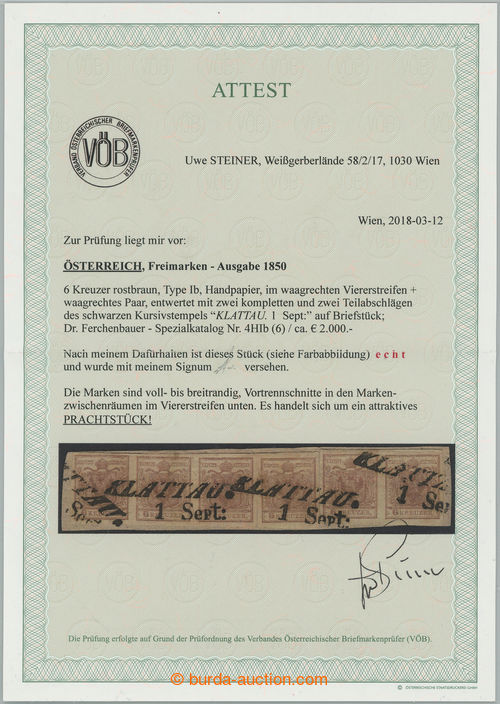 ATTEST
VERBAND ÖSTERREICHISCHER BRIEFMARKENPRÜFER
VÖB
Uwe STEINER, Weißgerberlände 58/2/17, 1030 Wien
Wien, 2018-03-12
Zur Prüfung liegt mir vor:
ÖSTERREICH, Freimarken - Ausgabe 1850
6 Kreuzer rostbraun, Type Ib, Handpapier, im waagrechten Viererstreifen +
waagrechtes Paar, entwertet mit zwei kompletten und zwei Teilabschlägen
des schwarzen Kursivstempels "KLATTAU. 1 Sept:" auf Briefstück;
Dr. Ferchenbauer - Spezialkatalog Nr. 4HIb (6) / ca. € 2.000.-
Nach meinem Dafürhalten ist dieses Stück (siehe Farbabbildung) echt
und wurde mit meinem Signum versehen.
Die Marken sind voll- bis breitrandig, Vortrennschnitte in den Marken-
zwischenräumen im Viererstreifen unten. Es handelt sich um ein attraktives
PRACHTSTÜCK!
KLATTAU. KLATTAU.
1 Sept: 1 Sept:
Die Prüfung erfolgte auf Grund der Prüfordnung des Verbandes Österreichischer Briefmarkenprüfer (VÖB).
© ÖSTERREICHISCHE STAATSDRUCKEREI GMBH
© burda-auction.com